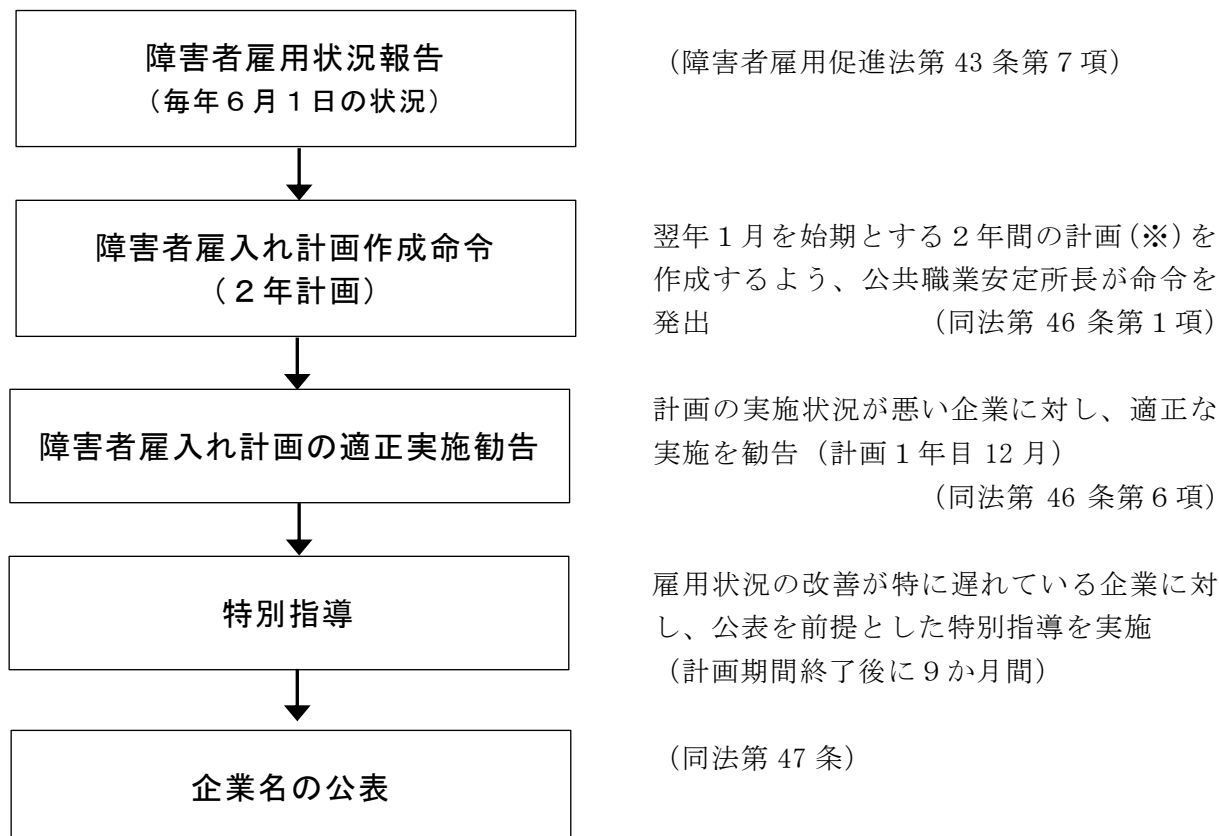 障害者雇用状況報告
（毎年６月１日の状況）
（障害者雇用促進法第 43 条第７項）
障害者雇入れ計画作成命令
（２年計画）
翌年１月を始期とする２年間の計画（※）を
作成するよう、公共職業安定所長が命令を
発出　（同法第 46 条第１項）
障害者雇入れ計画の適正実施勧告
計画の実施状況が悪い企業に対し、適正な
実施を勧告（計画１年目 12 月）
（同法第 46 条第６項）
特別指導
雇用状況の改善が特に遅れている企業に対
し、公表を前提とした特別指導を実施
（計画期間終了後に９か月間）
企業名の公表
（同法第 47 条）